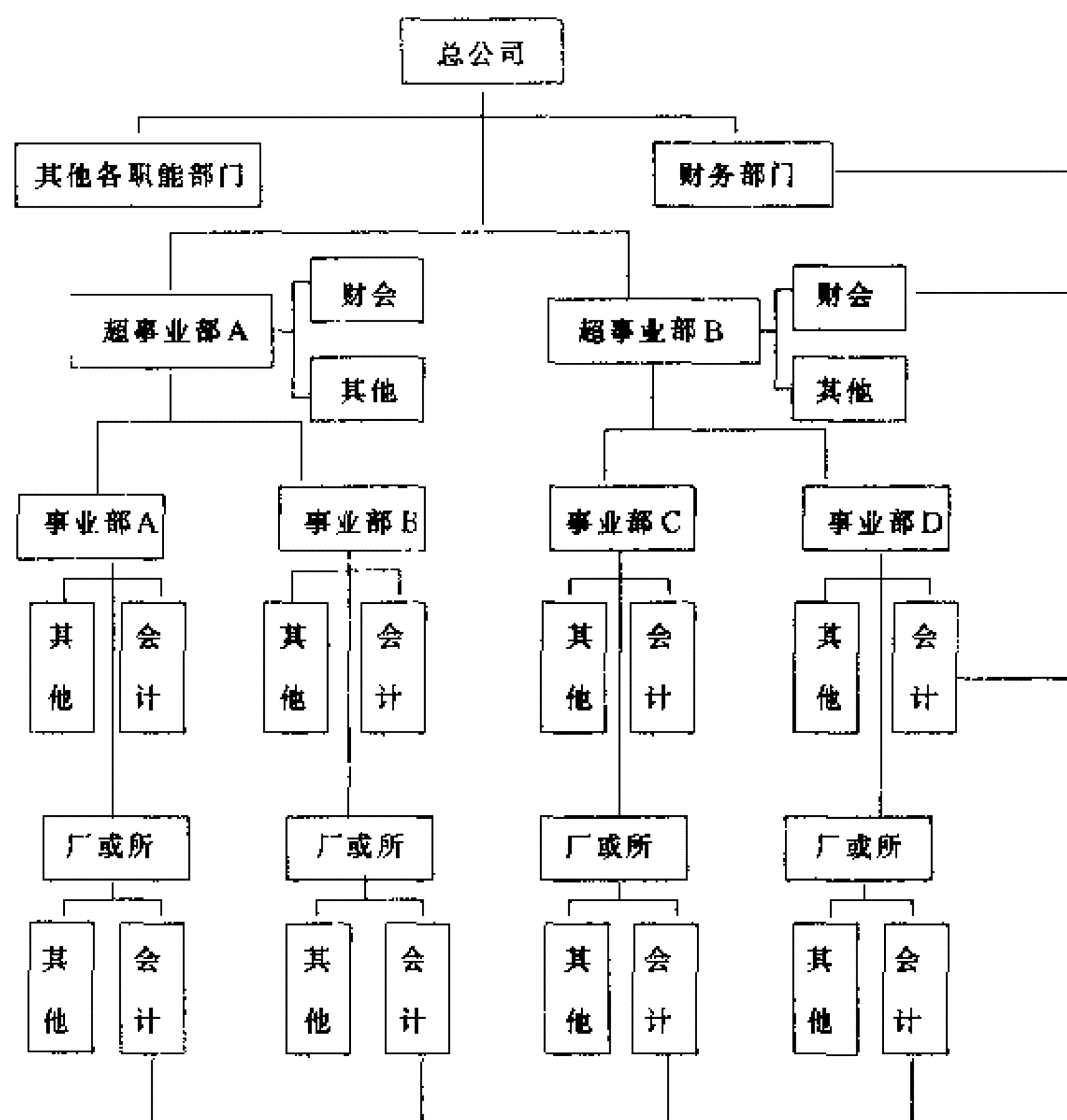 总公司
其他各职能部门
财务部门
财会
超事业部A
其他
财会
超事业部B
其他
事业部A
事业部B
事业部C
事业部D
其他
会计
其他
会计
其他
会计
其他
会计
厂或所
厂或所
厂或所
厂或所
其他
会计
其他
会计
其他
会计
其他
会计